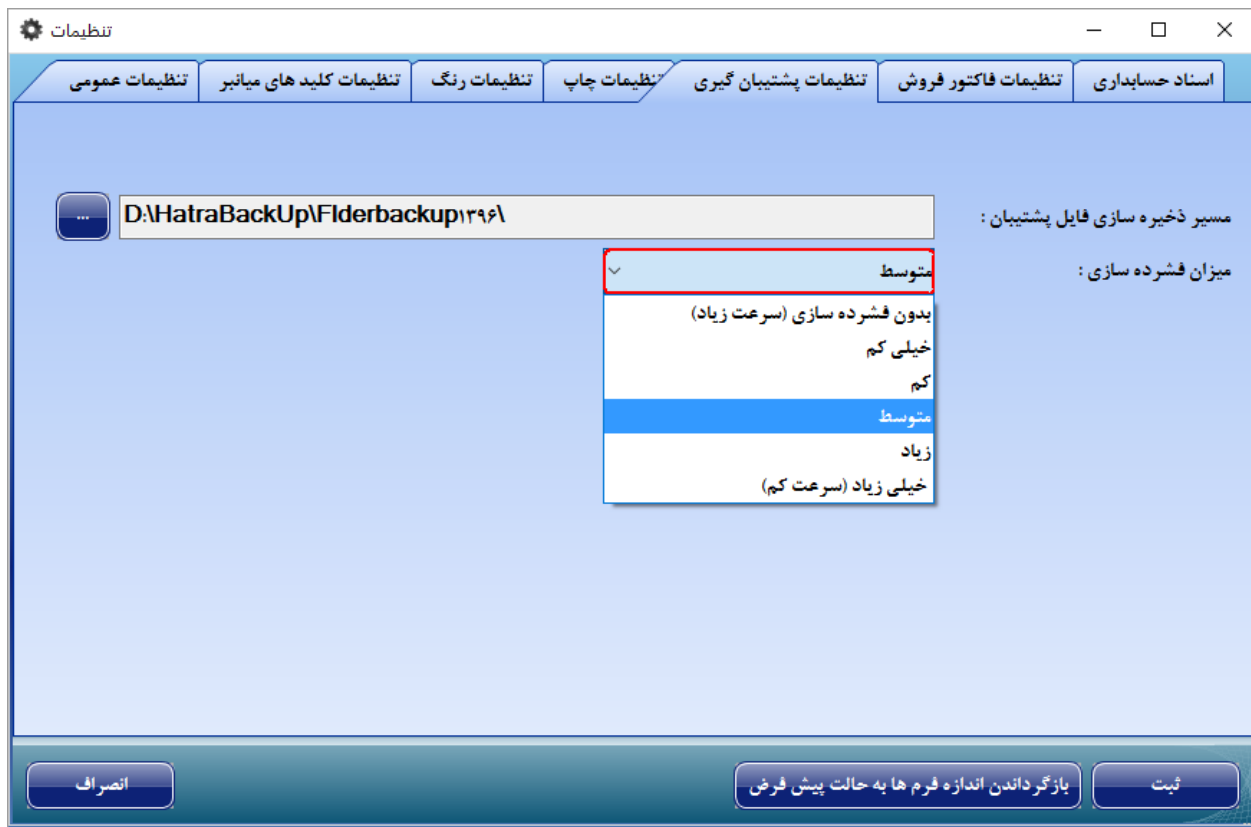 تنظیمات
اسناد حسابداری
تنظیمات فاکتور فروش
تنظیمات پشتیبان گیری
تنظیمات چاپ
تنظیمات رنگ
تنظیمات کلید های میانبر
تنظیمات عمومی
مسیر ذخیره سازی فایل پشتیبان :
D:\HatraBackUp\Flderbackup۱۳۹۶\
...
میزان فشرده سازی :
متوسط
بدون فشرده سازی (سرعت زیاد)
خیلی کم
کم
متوسط
زیاد
خیلی زیاد (سرعت کم)
ثبت
بازگرداندن اندازه فرم ها به حالت پیش فرض
انصراف